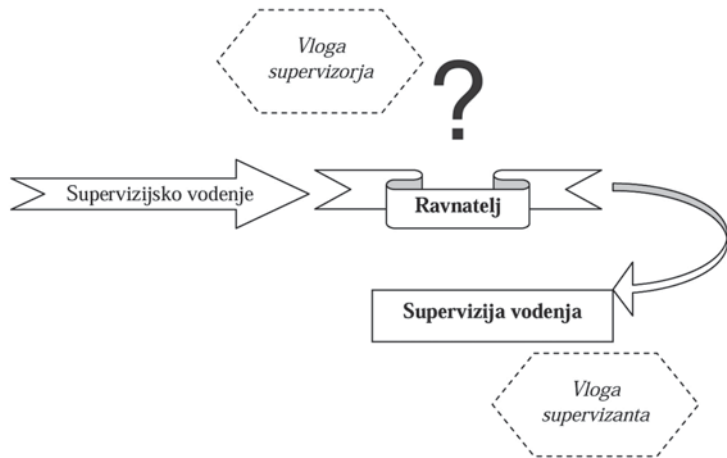 Vloga
supervizorja
?
Supervizijsko vodenje
Ravnatelj
Supervizija vodenja
Vloga
supervizanta